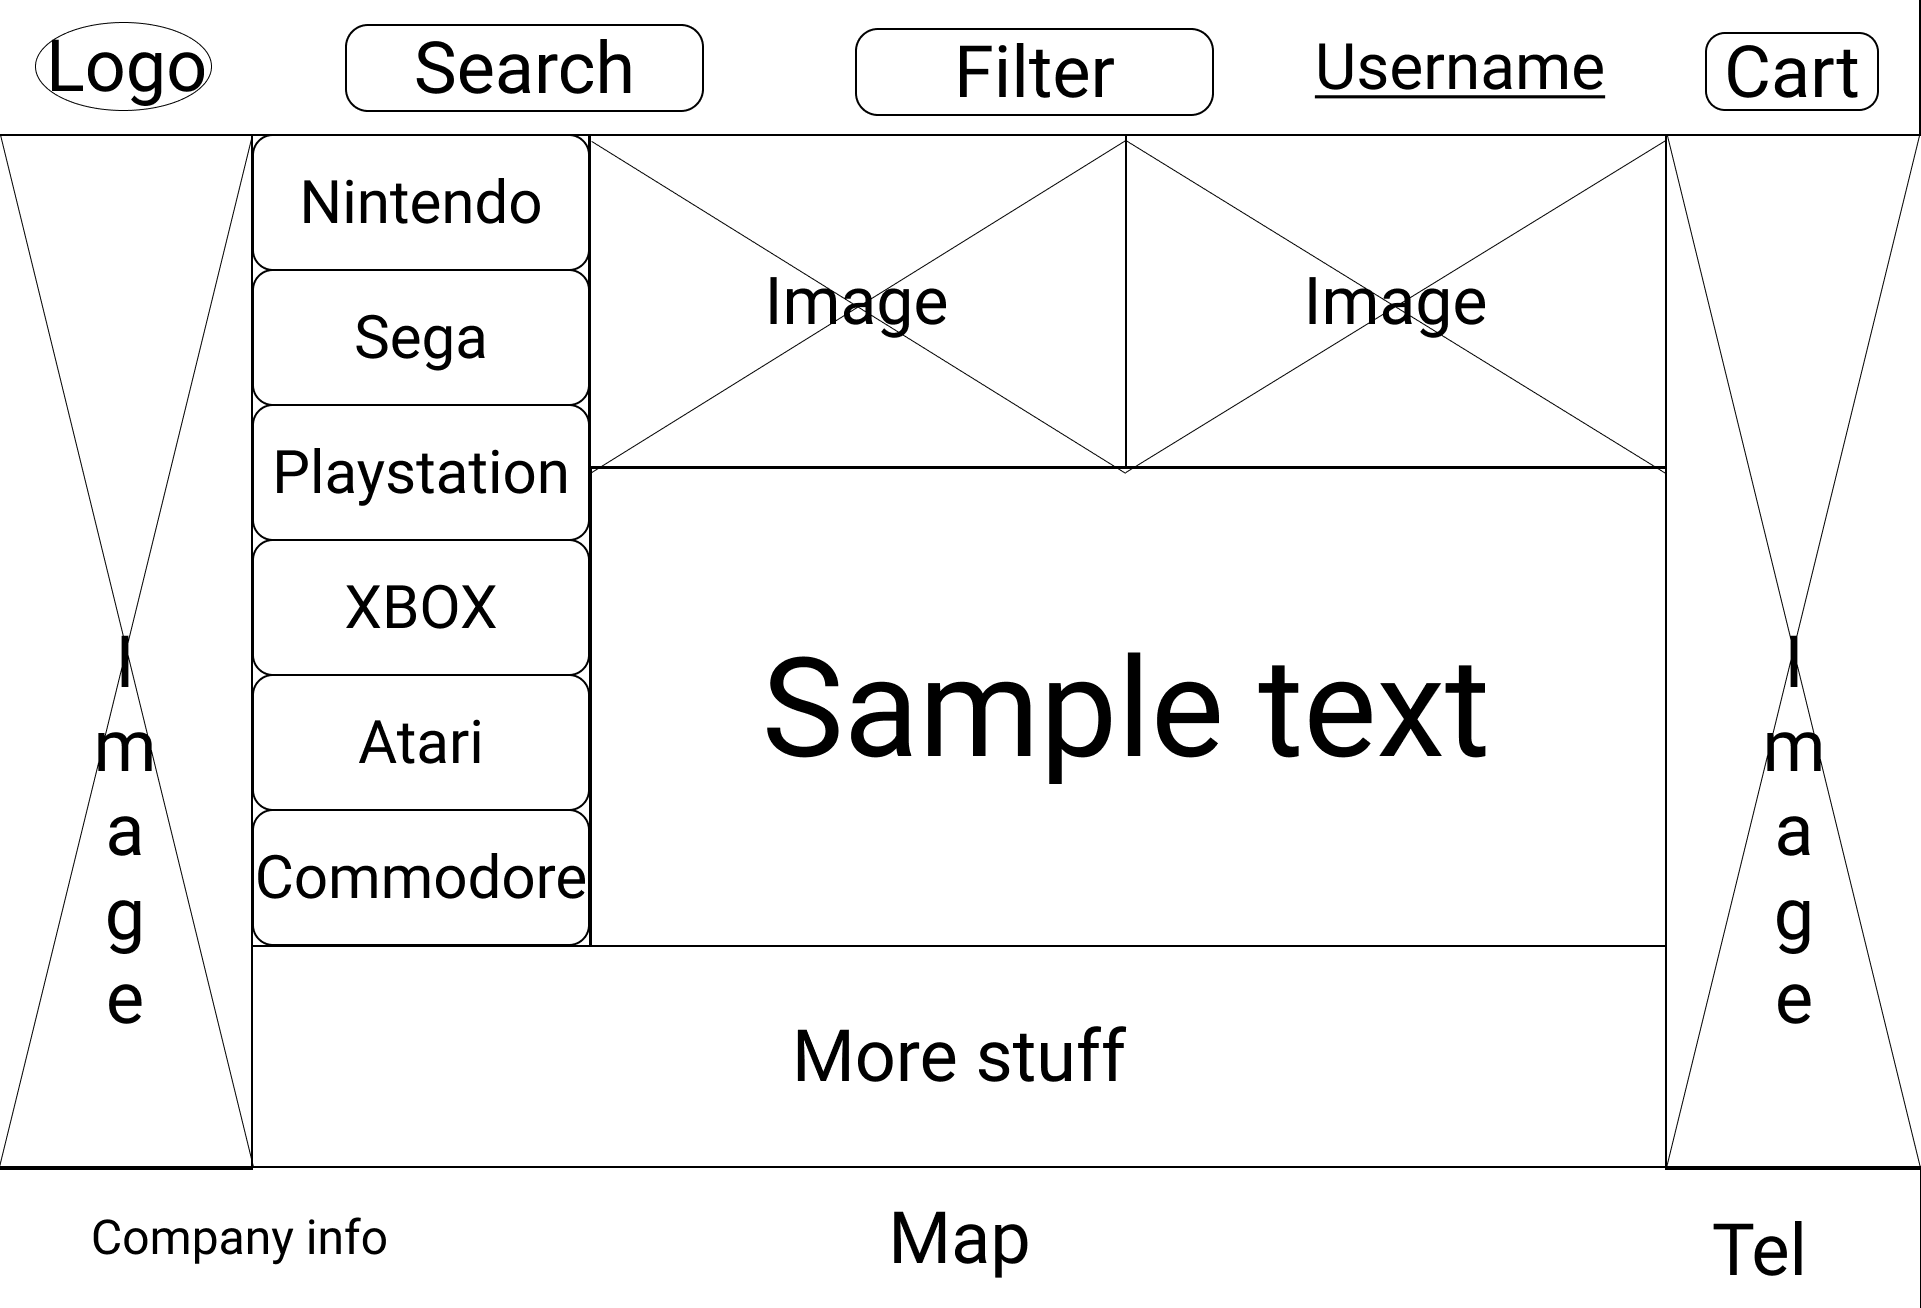 Logo
Search
Filter
Username
Cart
Nintendo
Sega
Playstation
XBOX
Atari
Commodore
Image
Image
Sample text
I
m
a
g
e
I
m
a
g
e
More stuff
Company info
Map
Tel